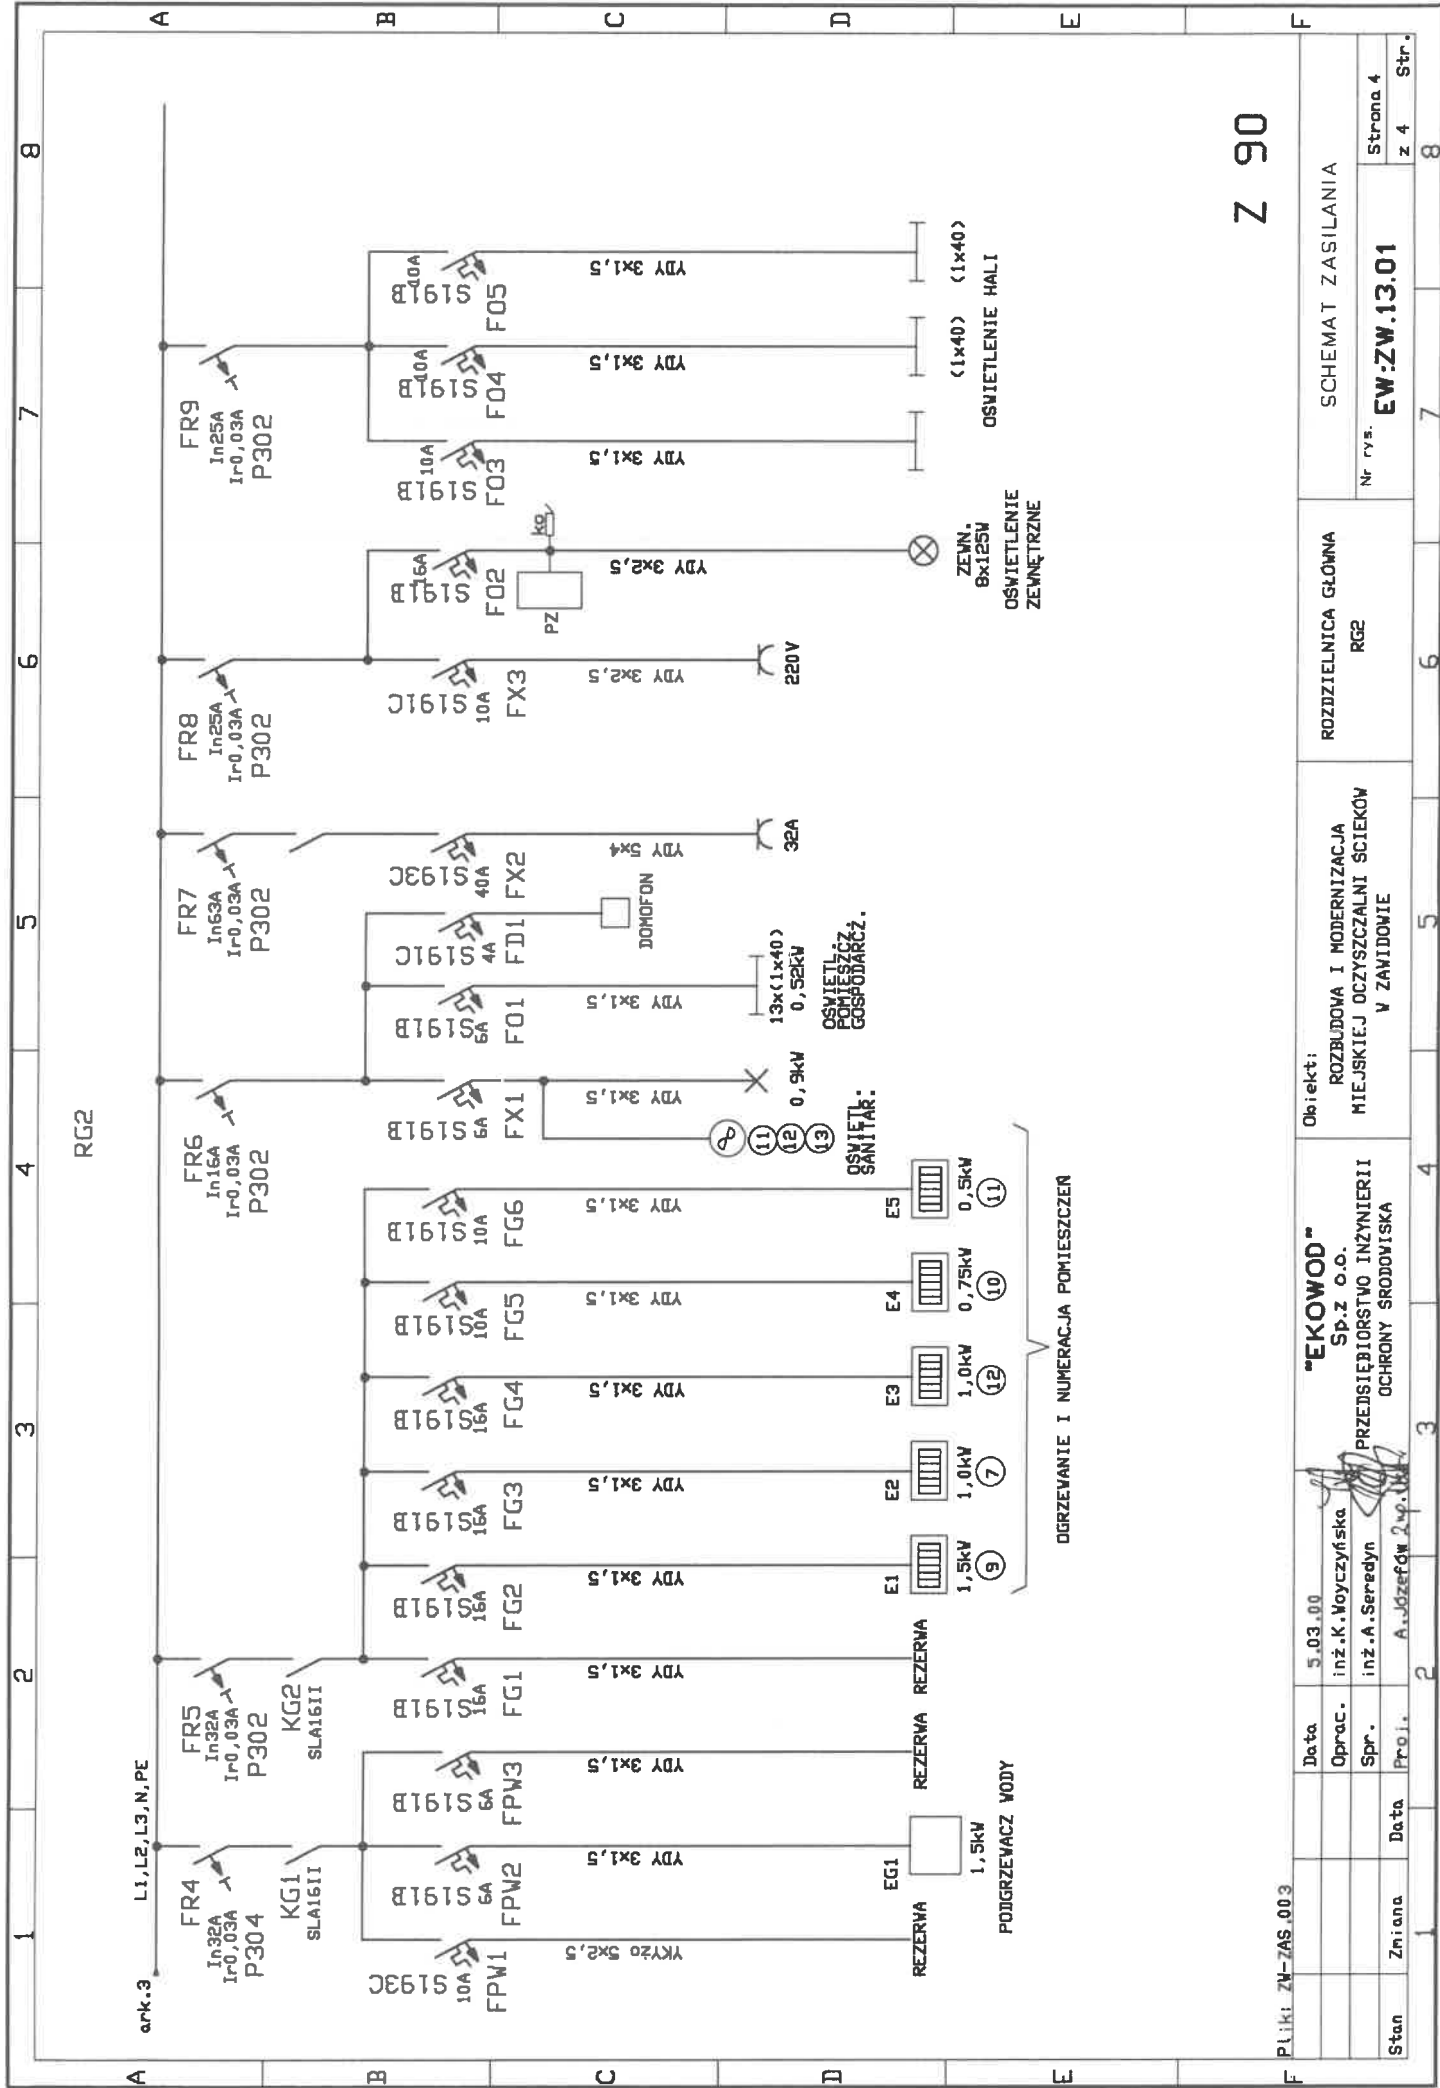 1 2 3 4 5 6 7 8
A
B
C
D
E
F
A
B
C
D
E
F
RG2
ark.3
L1,L2,L3,N,PE
FR4
In32A
Ir0,03A
P304
KG1
SLA16II
FR5
In32A
Ir0,03A
P302
KG2
SLA16II
FR6
In16A
Ir0,03A
P302
FR7
In63A
Ir0,03A
P302
FR8
In25A
Ir0,03A
P302
FR9
In25A
Ir0,03A
P302
S193C
10A
FPW1
YKYżo 5x2,5
REZERWA
S191B
6A
FPW2
YDY 3x1,5
EG1
1,5kW
PODGRZEWACZ WODY
S191B
6A
FPW3
YDY 3x1,5
REZERWA
S191B
16A
FG1
YDY 3x1,5
REZERWA
S191B
16A
FG2
YDY 3x1,5
E1
1,5kW
9
S191B
16A
FG3
YDY 3x1,5
E2
1,0kW
7
S191B
16A
FG4
YDY 3x1,5
E3
1,0kW
12
S191B
10A
FG5
YDY 3x1,5
E4
0,75kW
10
S191B
10A
FG6
YDY 3x1,5
E5
0,5kW
11
OGRZEWANIE I NUMERACJA POMIESZCZEŃ
S191B
6A
FX1
YDY 3x1,5
11
12
13
0,9kW
OŚWIETL.
SANITAR.
S191B
6A
FO1
YDY 3x1,5
13x(1x40)
0,52kW
OŚWIETL.
POMIESZCZ.
GOSPODARCZ.
S191C
4A
FD1
DOMOFON
S193C
40A
FX2
YDY 5x4
32A
S191C
10A
FX3
YDY 3x2,5
220V
S191B
16A
FO2
PZ
ko
YDY 3x2,5
ZEWN.
8x125W
OŚWIETLENIE
ZEWNĘTRZNE
S191B
10A
FO3
YDY 3x1,5
S191B
10A
FO4
YDY 3x1,5
(1x40)
S191B
10A
FO5
YDY 3x1,5
(1x40)
OŚWIETLENIE HALI
Z 90
Plik: ZW-ZAS.003
Stan Zmiana Data
Data 5.03.00
Oprac. inż.K.Woyczyńska
Spr. inż.A.Seredyn
Proj. A.Józefów
"EKOWOD"
Sp.z o.o.
PRZEDSIĘBIORSTWO INŻYNIERII
OCHRONY ŚRODOWISKA
Obiekt:
ROZBUDOWA I MODERNIZACJA
MIEJSKIEJ OCZYSZCZALNI ŚCIEKÓW
W ZAWIDOWIE
ROZDZIELNICA GŁÓWNA
RG2
SCHEMAT ZASILANIA
Nr rys.
EW:ZW.13.01
Strona 4
z 4 Str.
1 2 3 4 5 6 7 8